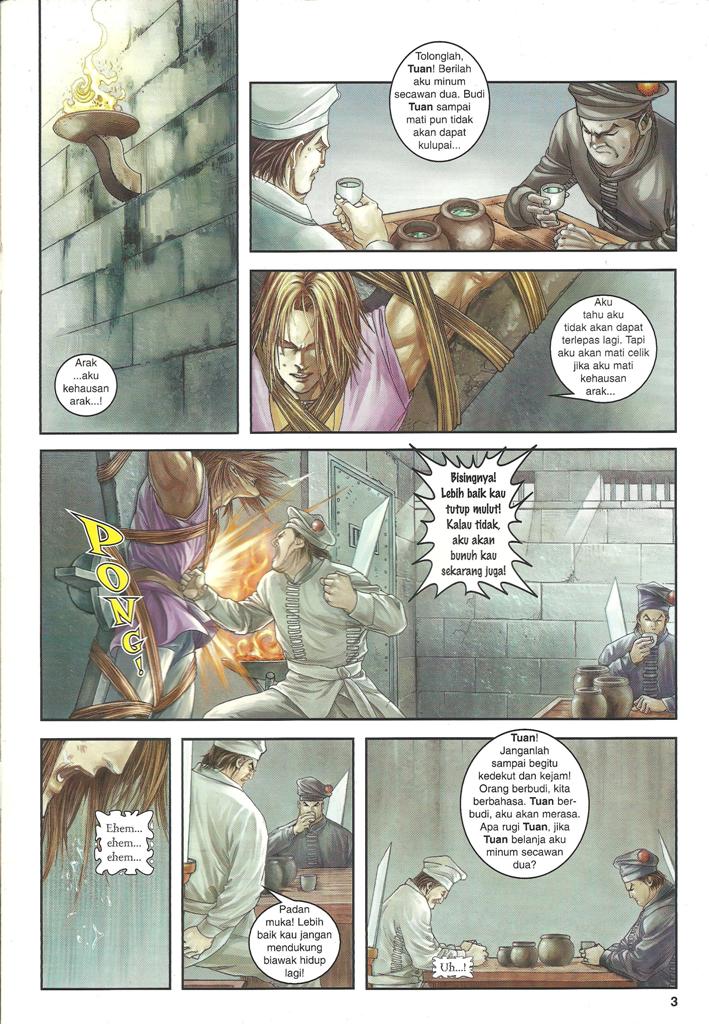 Arak
...aku
kehausan
arak...!
Tolonglah,
Tuan! Berilah
aku minum
secawan dua. Budi
Tuan sampai
mati pun tidak
akan dapat
kulupai...
Aku
tahu aku
tidak akan dapat
terlepas lagi. Tapi
aku akan mati celik
jika aku mati
kehausan
arak...
PONG!
Bisingnya!
Lebih baik kau
tutup mulut!
Kalau tidak,
aku akan
bunuh kau
sekarang juga!
Ehem...
ehem...
ehem...
Padan
muka! Lebih
baik kau jangan
mendukung
biawak hidup
lagi!
Tuan!
Janganlah
sampai begitu
kedekut dan kejam!
Orang berbudi, kita
berbahasa. Tuan ber-
budi, aku akan merasa.
Apa rugi Tuan, jika
Tuan belanja aku
minum secawan
dua?
Uh...!
3